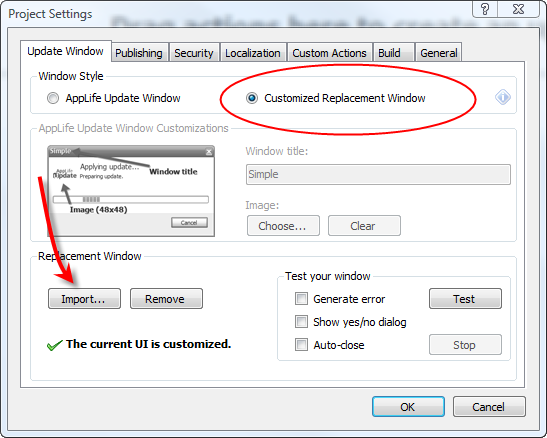 Project Settings
Drag actions here to create an u
Update Window Publishing Security Localization Custom Actions Build General
Window Style
AppLife Update Window Customized Replacement Window
AppLife Update Window Customizations
Simple
Applying update...
Preparing update.
AppLife
Update
Window title
Image (48x48)
Cancel
Window title:
Simple
Image:
Choose... Clear
Replacement Window
Import... Remove
The current UI is customized.
Test your window
Generate error Test
Show yes/no dialog
Auto-close Stop
OK Cancel